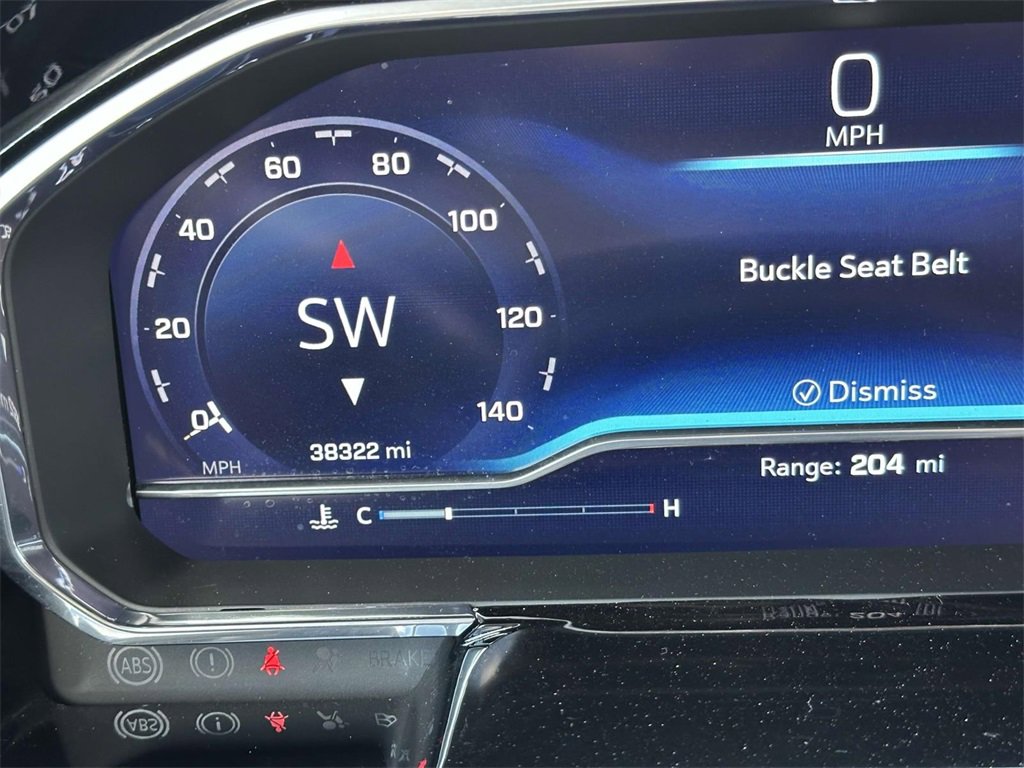 0
MPH
60 80
40 100
Buckle Seat Belt
SW
20 120
Dismiss
0 140
38322 mi
MPH
Range: 204 mi
C H
ABS
BRAKE